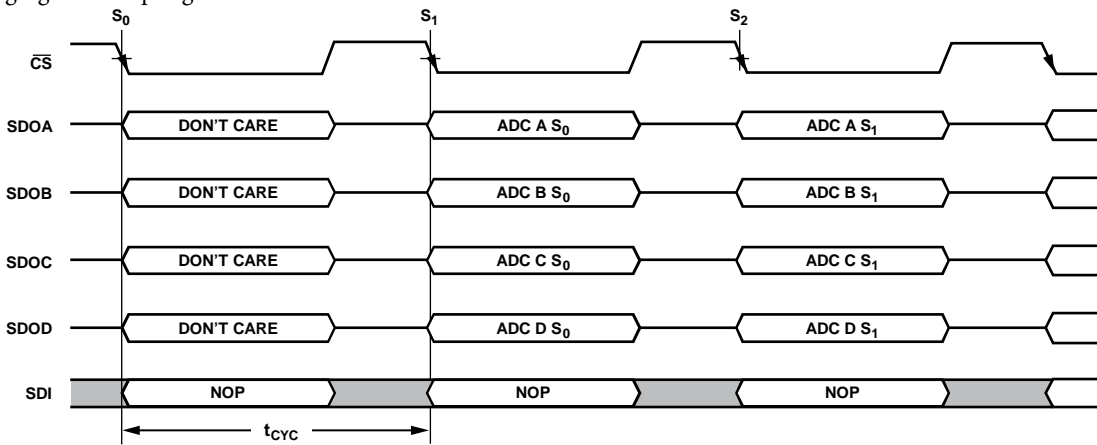 S0 S1 S2
CS
SDOA DON'T CARE ADC A S0 ADC A S1
SDOB DON'T CARE ADC B S0 ADC B S1
SDOC DON'T CARE ADC C S0 ADC C S1
SDOD DON'T CARE ADC D S0 ADC D S1
SDI NOP NOP NOP
tCYC